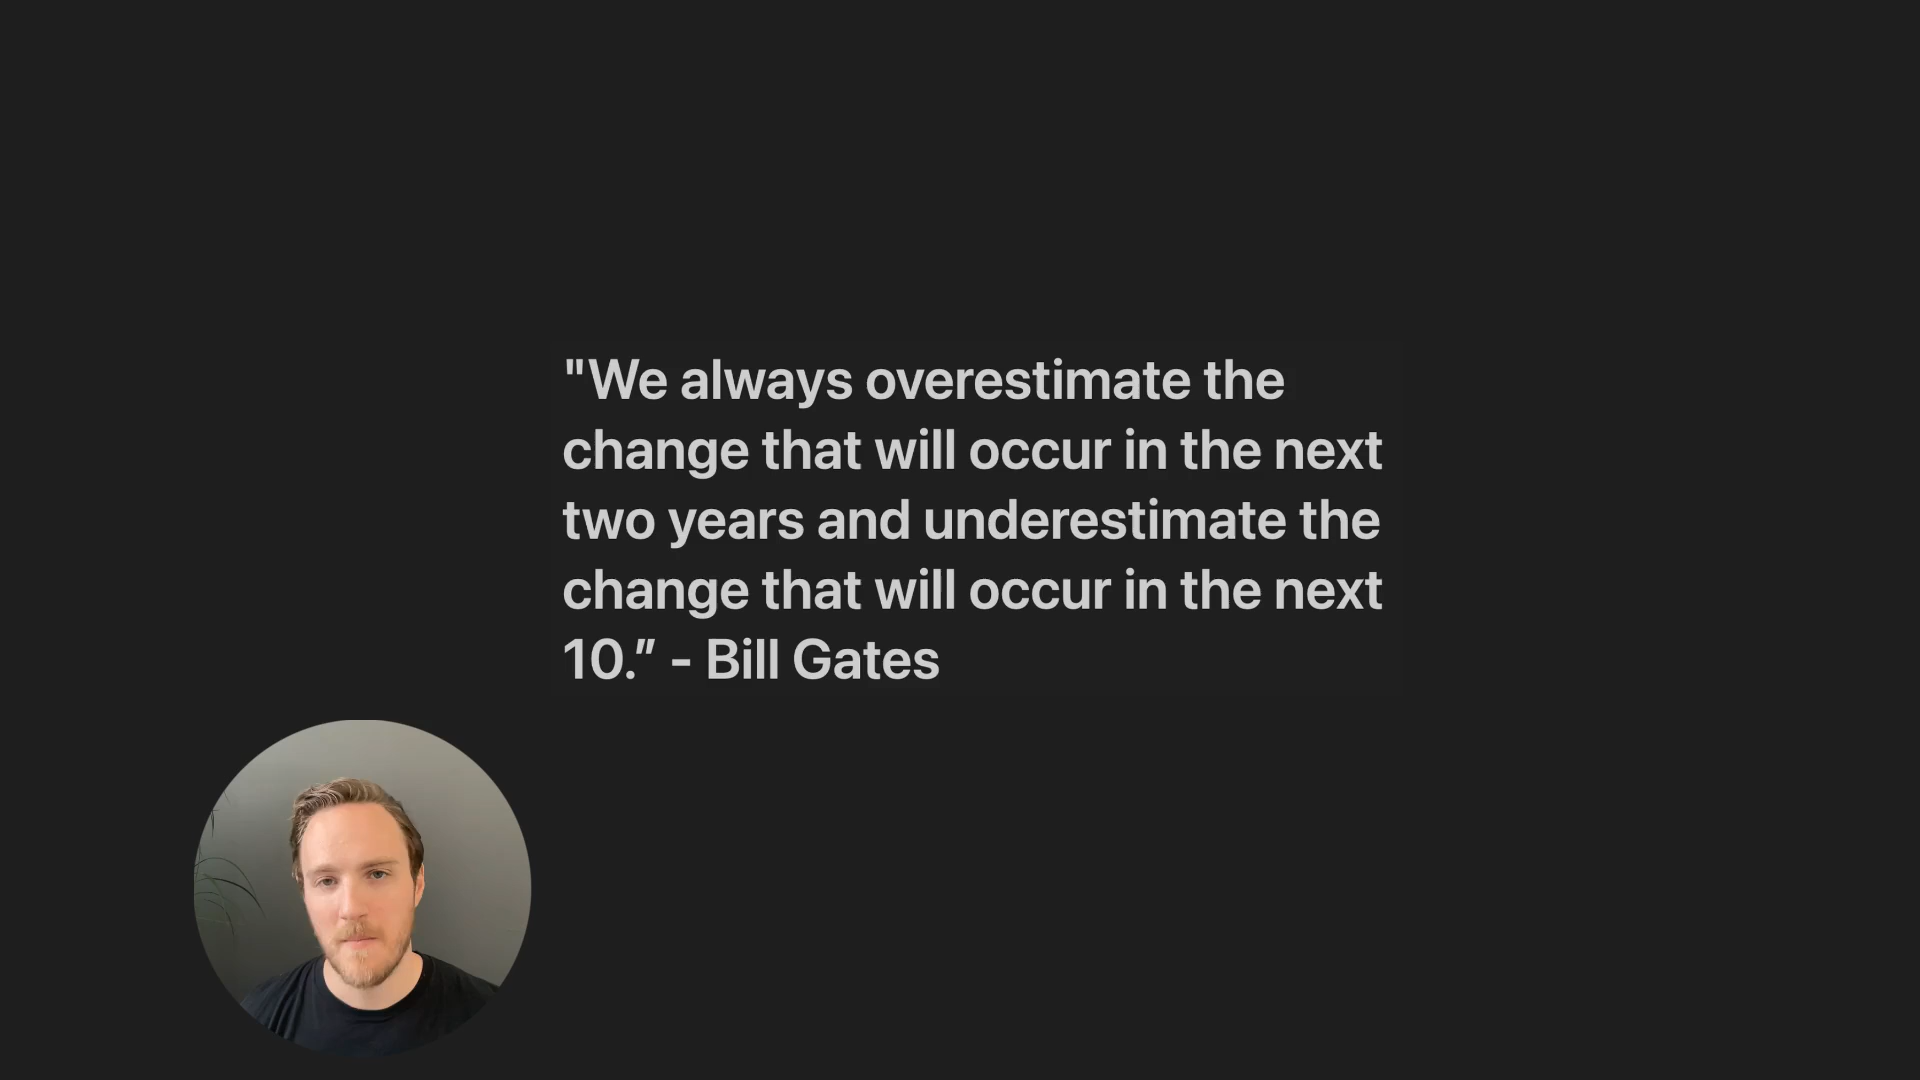 "We always overestimate the
change that will occur in the next
two years and underestimate the
change that will occur in the next
10.” - Bill Gates